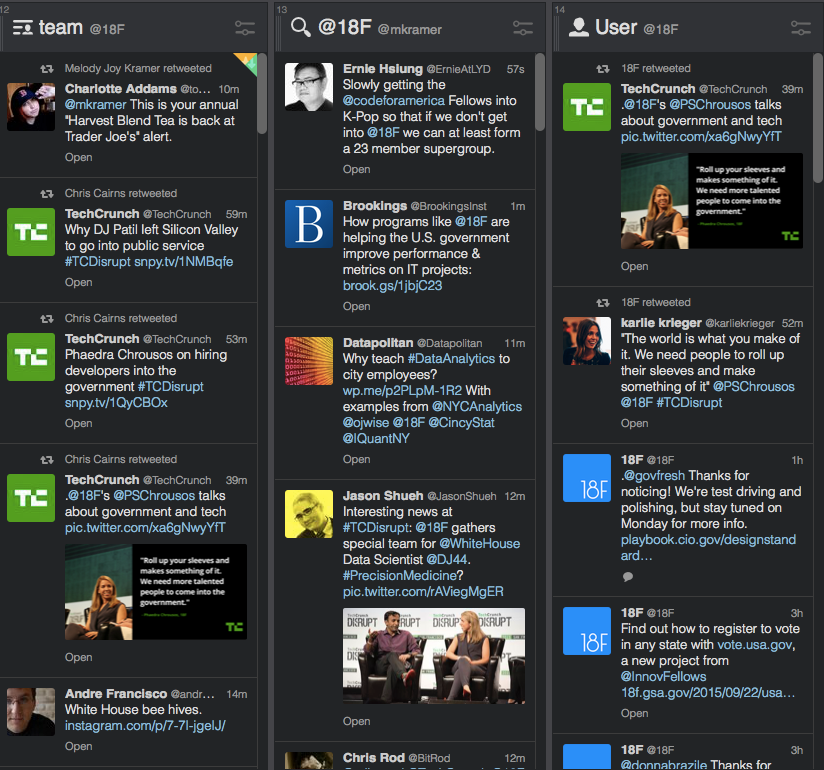 12
team @18F
Melody Joy Kramer retweeted
Charlotte Addams @to... 10m
@mkramer This is your annual
"Harvest Blend Tea is back at
Trader Joe's" alert.
Open
Chris Cairns retweeted
TechCrunch @TechCrunch 59m
Why DJ Patil left Silicon Valley
to go into public service
#TCDisrupt snpy.tv/1NMBqfe
Open
Chris Cairns retweeted
TechCrunch @TechCrunch 53m
Phaedra Chrousos on hiring
developers into the
government #TCDisrupt
snpy.tv/1QyCBOx
Open
Chris Cairns retweeted
TechCrunch @TechCrunch 39m
.@18F's @PSChrousos talks
about government and tech
pic.twitter.com/xa6gNwyYfT
"Roll up your sleeves and
makes something of it.
We need more talented
people to come into the
government."
- Phaedra Chrousos, 18F
TC
Open
Andre Francisco @andr... 14m
White House bee hives.
instagram.com/p/7-7l-jgelJ/
Open
13
@18F @mkramer
Ernie Hsiung @ErnieAtLYD 57s
Slowly getting the
@codeforamerica Fellows into
K-Pop so that if we don't get
into @18F we can at least form
a 23 member supergroup.
Open
B
Brookings @BrookingsInst 1m
How programs like @18F are
helping the U.S. government
improve performance &
metrics on IT projects:
brook.gs/1jbjC23
Open
Datapolitan @Datapolitan 11m
Why teach #DataAnalytics to
city employees?
wp.me/p2PLpM-1R2 With
examples from @NYCAnalytics
@ojwise @18F @CincyStat
@IQuantNY
Open
Jason Shueh @JasonShueh 12m
Interesting news at
#TCDisrupt: @18F gathers
special team for @WhiteHouse
Data Scientist @DJ44.
#PrecisionMedicine?
pic.twitter.com/rAViegMgER
DISRUPT
Open
Chris Rod @BitRod 12m
14
User @18F
18F retweeted
TechCrunch @TechCrunch 39m
.@18F's @PSChrousos talks
about government and tech
pic.twitter.com/xa6gNwyYfT
"Roll up your sleeves and
makes something of it.
We need more talented
people to come into the
government."
- Phaedra Chrousos, 18F
TC
Open
18F retweeted
karlie krieger @karliekrieger 52m
"The world is what you make of
it. We need people to roll up
their sleeves and make
something of it" @PSChrousos
@18F #TCDisrupt
Open
18F
18F @18F 1h
.@govfresh Thanks for
noticing! We're test driving and
polishing, but stay tuned on
Monday for more info.
playbook.cio.gov/designstand
ard…
18F
18F @18F 3h
Find out how to register to vote
in any state with vote.usa.gov,
a new project from
@InnovFellows
18f.gsa.gov/2015/09/22/usa…
Open
18F @18F 3h
@donnabrazile Thanks for